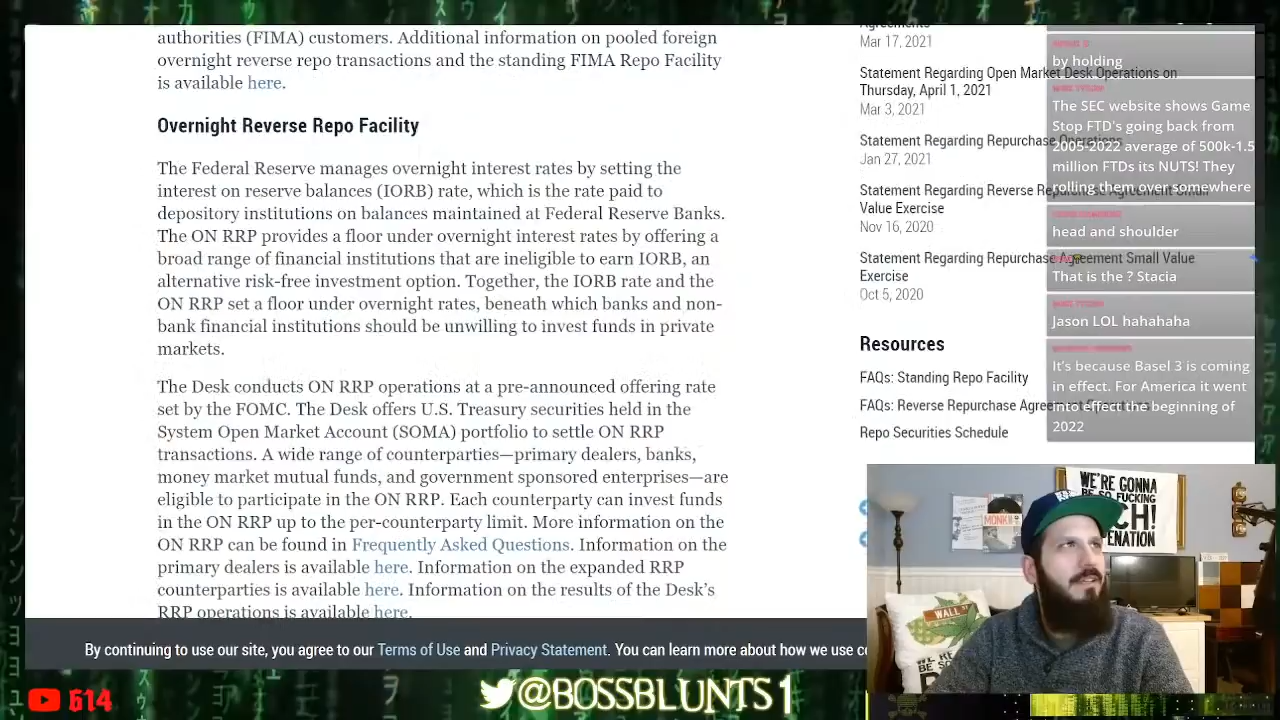 authorities (FIMA) customers. Additional information on pooled foreign
overnight reverse repo transactions and the standing FIMA Repo Facility
is available here.
Overnight Reverse Repo Facility
The Federal Reserve manages overnight interest rates by setting the
interest on reserve balances (IORB) rate, which is the rate paid to
depository institutions on balances maintained at Federal Reserve Banks.
The ON RRP provides a floor under overnight interest rates by offering a
broad range of financial institutions that are ineligible to earn IORB, an
alternative risk-free investment option. Together, the IORB rate and the
ON RRP set a floor under overnight rates, beneath which banks and non-
bank financial institutions should be unwilling to invest funds in private
markets.
The Desk conducts ON RRP operations at a pre-announced offering rate
set by the FOMC. The Desk offers U.S. Treasury securities held in the
System Open Market Account (SOMA) portfolio to settle ON RRP
transactions. A wide range of counterparties—primary dealers, banks,
money market mutual funds, and government sponsored enterprises—are
eligible to participate in the ON RRP. Each counterparty can invest funds
in the ON RRP up to the per-counterparty limit. More information on the
ON RRP can be found in Frequently Asked Questions. Information on the
primary dealers is available here. Information on the expanded RRP
counterparties is available here. Information on the results of the Desk's
RRP operations is available here.
Agreements
Mar 17, 2021
Statement Regarding Open Market Desk Operations on
Thursday, April 1, 2021
Mar 3, 2021
Statement Regarding Repurchase Operations
Jan 27, 2021
Statement Regarding Reverse Repurchase Agreement Small
Value Exercise
Nov 16, 2020
Statement Regarding Repurchase Agreement Small Value
Exercise
Oct 5, 2020
Resources
FAQs: Standing Repo Facility
FAQs: Reverse Repurchase Agreement
Repo Securities Schedule
by holding
The SEC website shows Game
Stop FTD's going back from
2005-2022 average of 500k-1.5
million FTDs its NUTS! They
rolling them over somewhere
head and shoulder
That is the ? Stacia
Jason LOL hahahaha
It's because Basel 3 is coming
in effect. For America it went
into effect the beginning of
2022
WE'RE GONNA
BE SO FUCKING
MONK
WALL ST
By continuing to use our site, you agree to our Terms of Use and Privacy Statement. You can learn more about how we use
614
@BOSSBLUNTS1